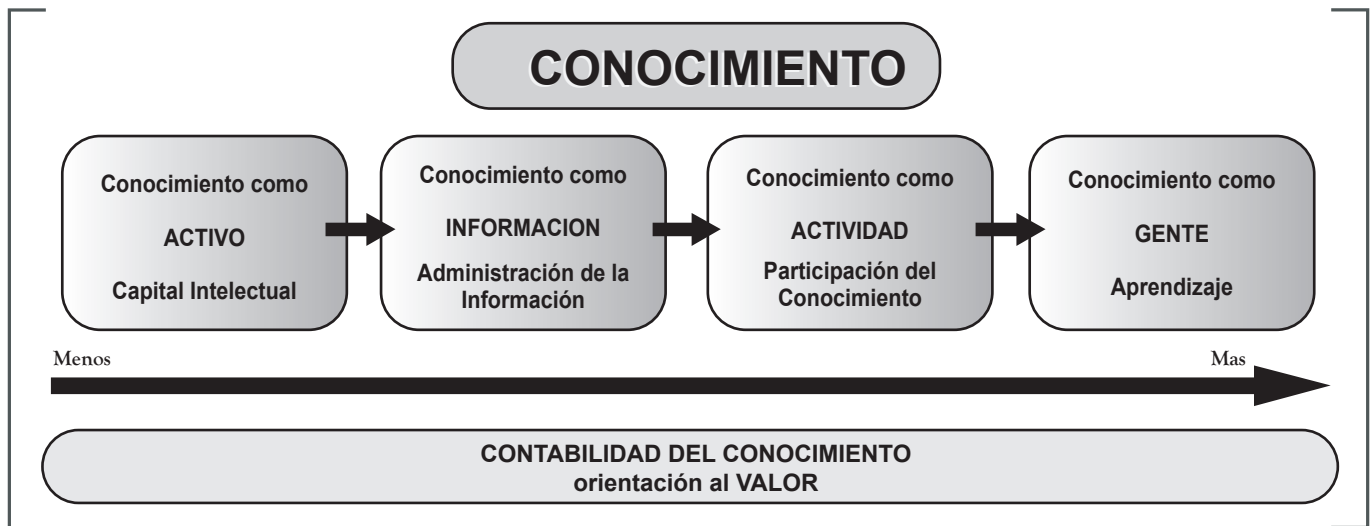 CONOCIMIENTO
Conocimiento como
ACTIVO
Capital Intelectual
Conocimiento como
INFORMACION
Administración de la
Información
Conocimiento como
ACTIVIDAD
Participación del
Conocimiento
Conocimiento como
GENTE
Aprendizaje
Menos
Mas
CONTABILIDAD DEL CONOCIMIENTO
orientación al VALOR